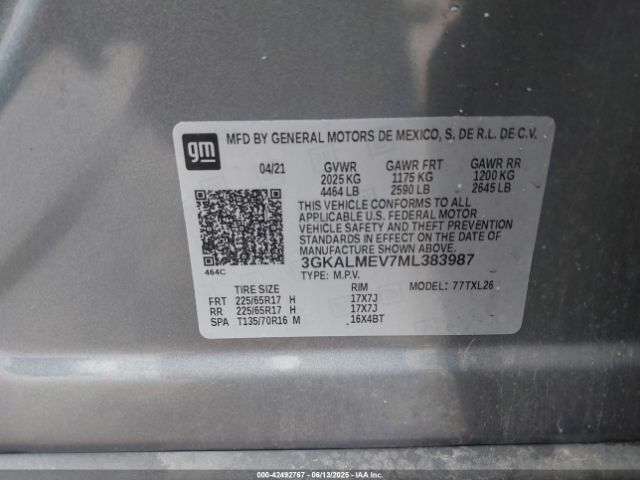 gm
MFD BY GENERAL MOTORS DE MEXICO, S. DE R.L. DE C.V.
04/21 GVWR GAWR FRT GAWR RR
2025 KG 1175 KG 1200 KG
4464 LB 2590 LB 2645 LB
THIS VEHICLE CONFORMS TO ALL
APPLICABLE U.S. FEDERAL MOTOR
VEHICLE SAFETY AND THEFT
PREVENTION STANDARDS IN
EFFECT ON THE DATE OF
MANUFACTURE SHOWN ABOVE.
464C
3GKALMEV7ML383987
TYPE: M.P.V.
MODEL: 77TXL26
TIRE SIZE RIM
FRT 225/65R17 H 17X7J
RR 225/65R17 H 17X7J
SPA T135/70R16 M 16X4BT
000-42492767 - 06/13/2025 - IAA, Inc.